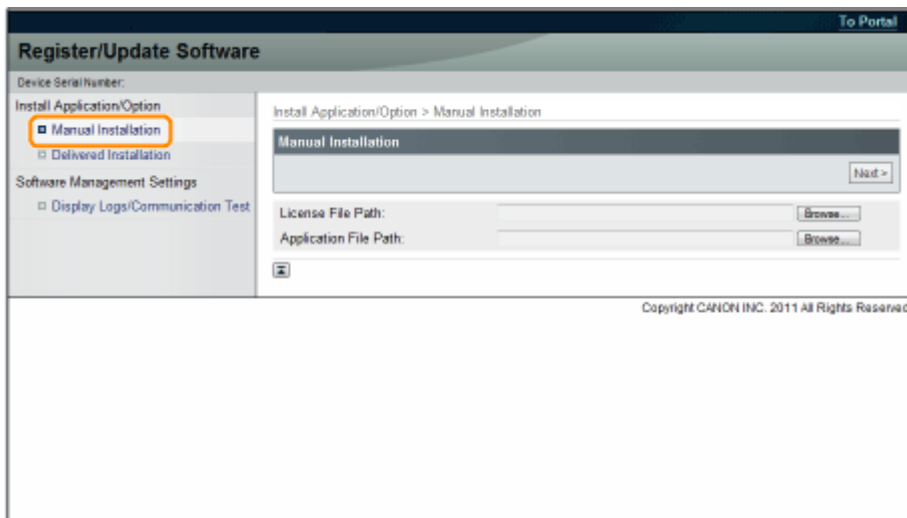 To Portal
Register/Update Software
Device Serial Number:
Install Application/Option
Manual Installation
Delivered Installation
Software Management Settings
Display Logs/Communication Test
Install Application/Option > Manual Installation
Manual Installation
Next >
License File Path:
Browse...
Application File Path:
Browse...
Copyright CANON INC. 2011 All Rights Reserved